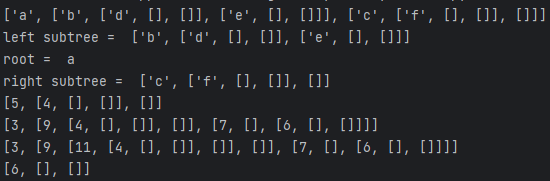 ['a', ['b', ['d', [], []], ['e', [], []]], ['c', ['f', [], []], []]]
left subtree =  ['b', ['d', [], []], ['e', [], []]]
root =  a
right subtree =  ['c', ['f', [], []], []]
[5, [4, [], []], []]
[3, [9, [4, [], []], []], [7, [], [6, [], []]]]
[3, [9, [11, [4, [], []], []], []], [7, [], [6, [], []]]]
[6, [], []]